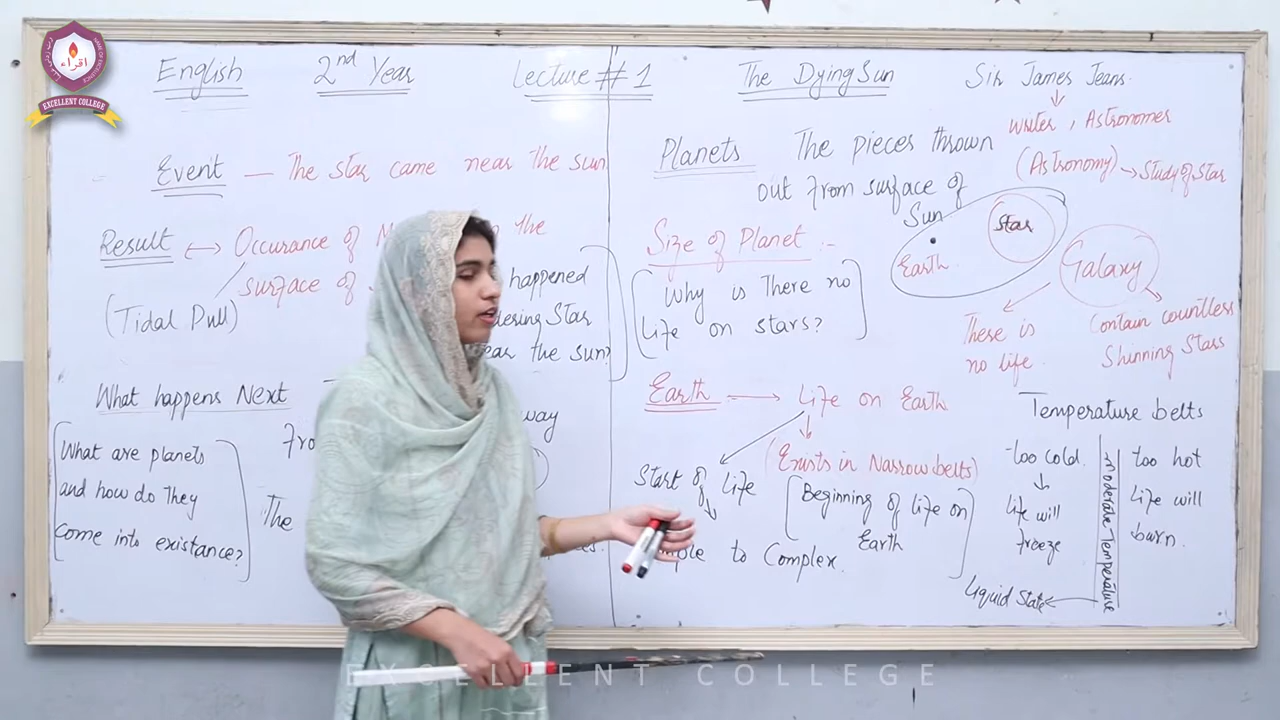 English 2nd Year Lecture # 1 The Dying Sun Sir James Jeans.
Writer, Astronomer
(Astronomy) → Study of Star
Event — The star came near the sun
Result ↔ Occurance of the
surface of
(Tidal Pull)
happened
Star
near the sun?
What happens Next
way
What are planets
and how do they
come into existance?
The
Planets The pieces thrown
out from surface of
Sun
Star
Earth
Galaxy
There is
no life.
Contain countless
Shinning Stars
Size of Planet :-
Why is there no
life on stars?
Earth → Life on Earth
(Exists in Narrow belts)
Start of Life
to Complex.
Beginning of life on
Earth
Temperature belts
too cold.
life will
freeze
moderate Temperature
too hot
Life will
burn.
Liquid State
اقراء
EXCELLENT COLLEGE
EXCELLENT COLLEGE